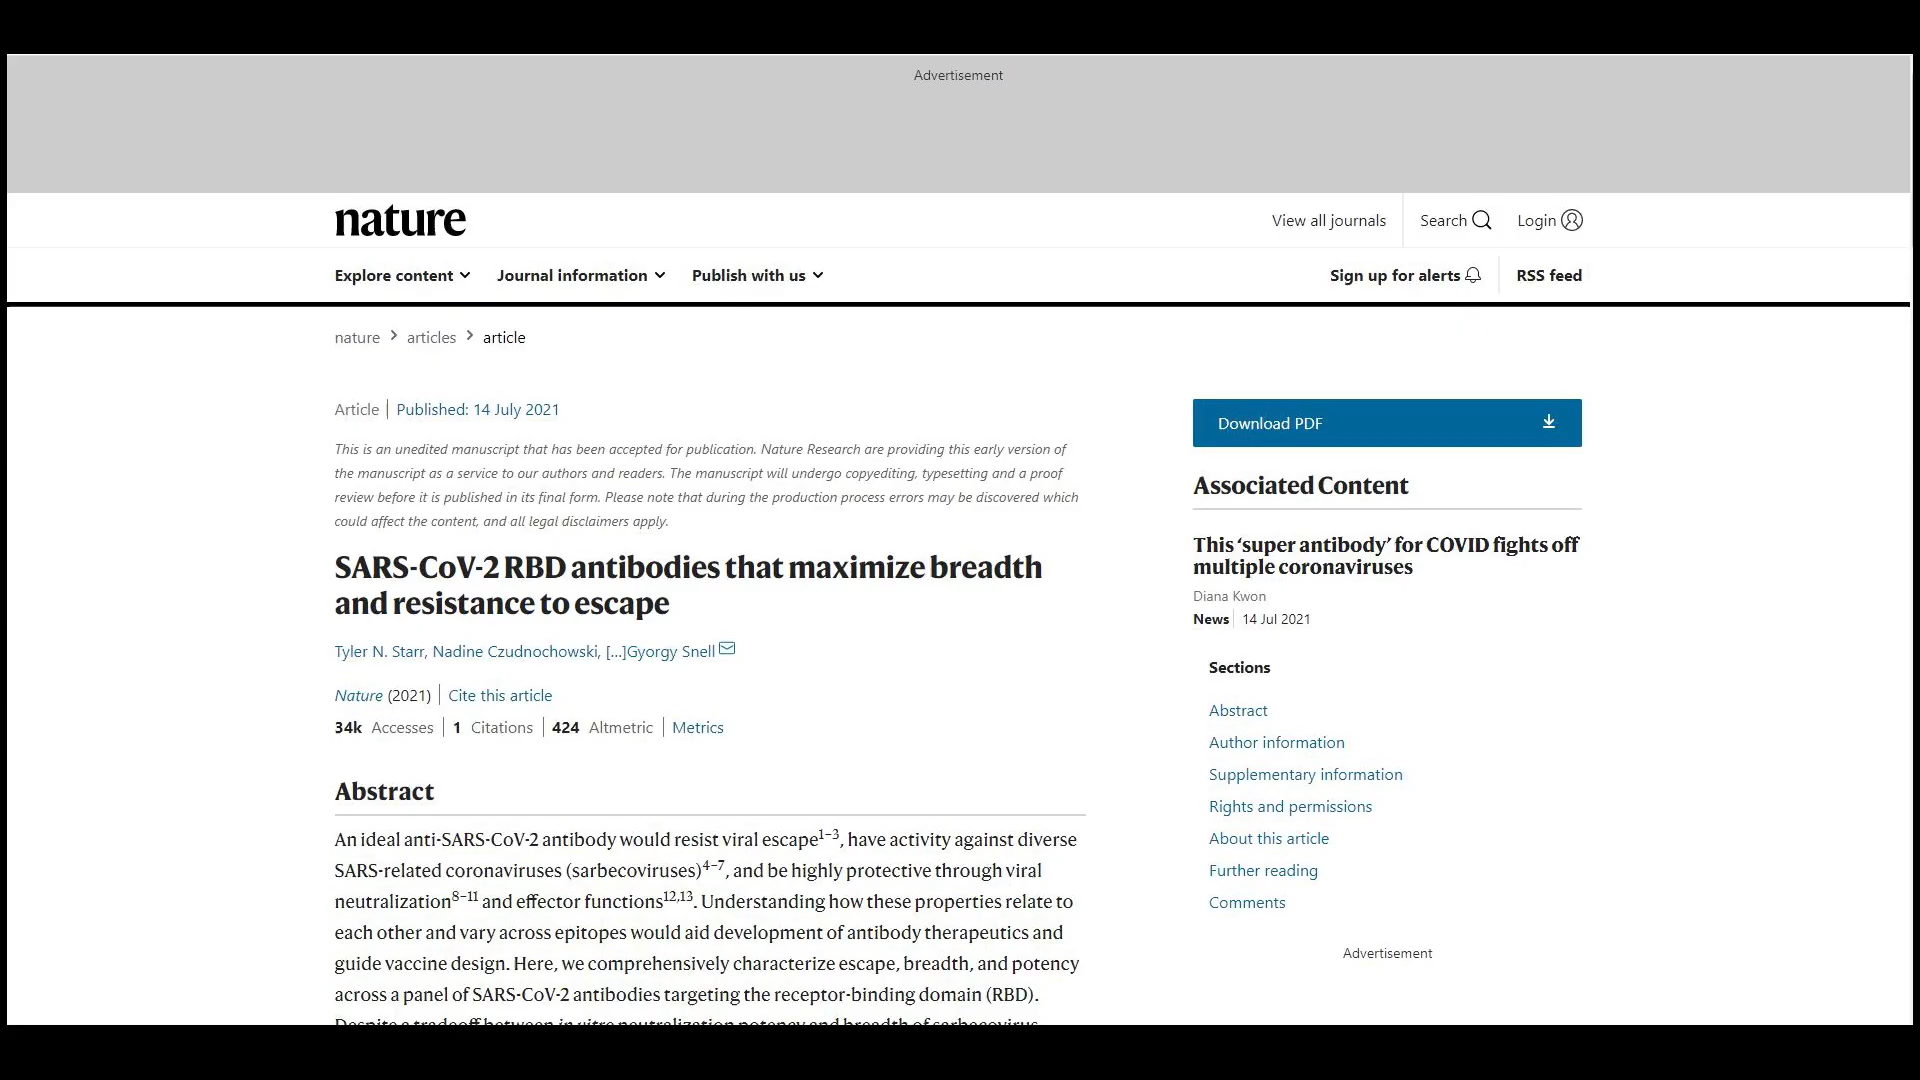 Advertisement
nature
View all journals
Search
Login
Explore content
Journal information
Publish with us
Sign up for alerts
RSS feed
nature > articles > article
Article | Published: 14 July 2021
This is an unedited manuscript that has been accepted for publication. Nature Research are providing this early version of
the manuscript as a service to our authors and readers. The manuscript will undergo copyediting, typesetting and a proof
review before it is published in its final form. Please note that during the production process errors may be discovered which
could affect the content, and all legal disclaimers apply.
SARS-CoV-2 RBD antibodies that maximize breadth
and resistance to escape
Tyler N. Starr, Nadine Czudnochowski, [...]Gyorgy Snell
Nature (2021) | Cite this article
34k Accesses | 1 Citations | 424 Altmetric | Metrics
Abstract
An ideal anti-SARS-CoV-2 antibody would resist viral escape1–3, have activity against diverse
SARS-related coronaviruses (sarbecoviruses)4–7, and be highly protective through viral
neutralization8–11 and effector functions12,13. Understanding how these properties relate to
each other and vary across epitopes would aid development of antibody therapeutics and
guide vaccine design. Here, we comprehensively characterize escape, breadth, and potency
across a panel of SARS-CoV-2 antibodies targeting the receptor-binding domain (RBD).
Despite a tradeoff between in vitro neutralization potency and breadth of sarbecovirus
Download PDF
Associated Content
This ‘super antibody’ for COVID fights off
multiple coronaviruses
Diana Kwon
News | 14 Jul 2021
Sections
Abstract
Author information
Supplementary information
Rights and permissions
About this article
Further reading
Comments
Advertisement